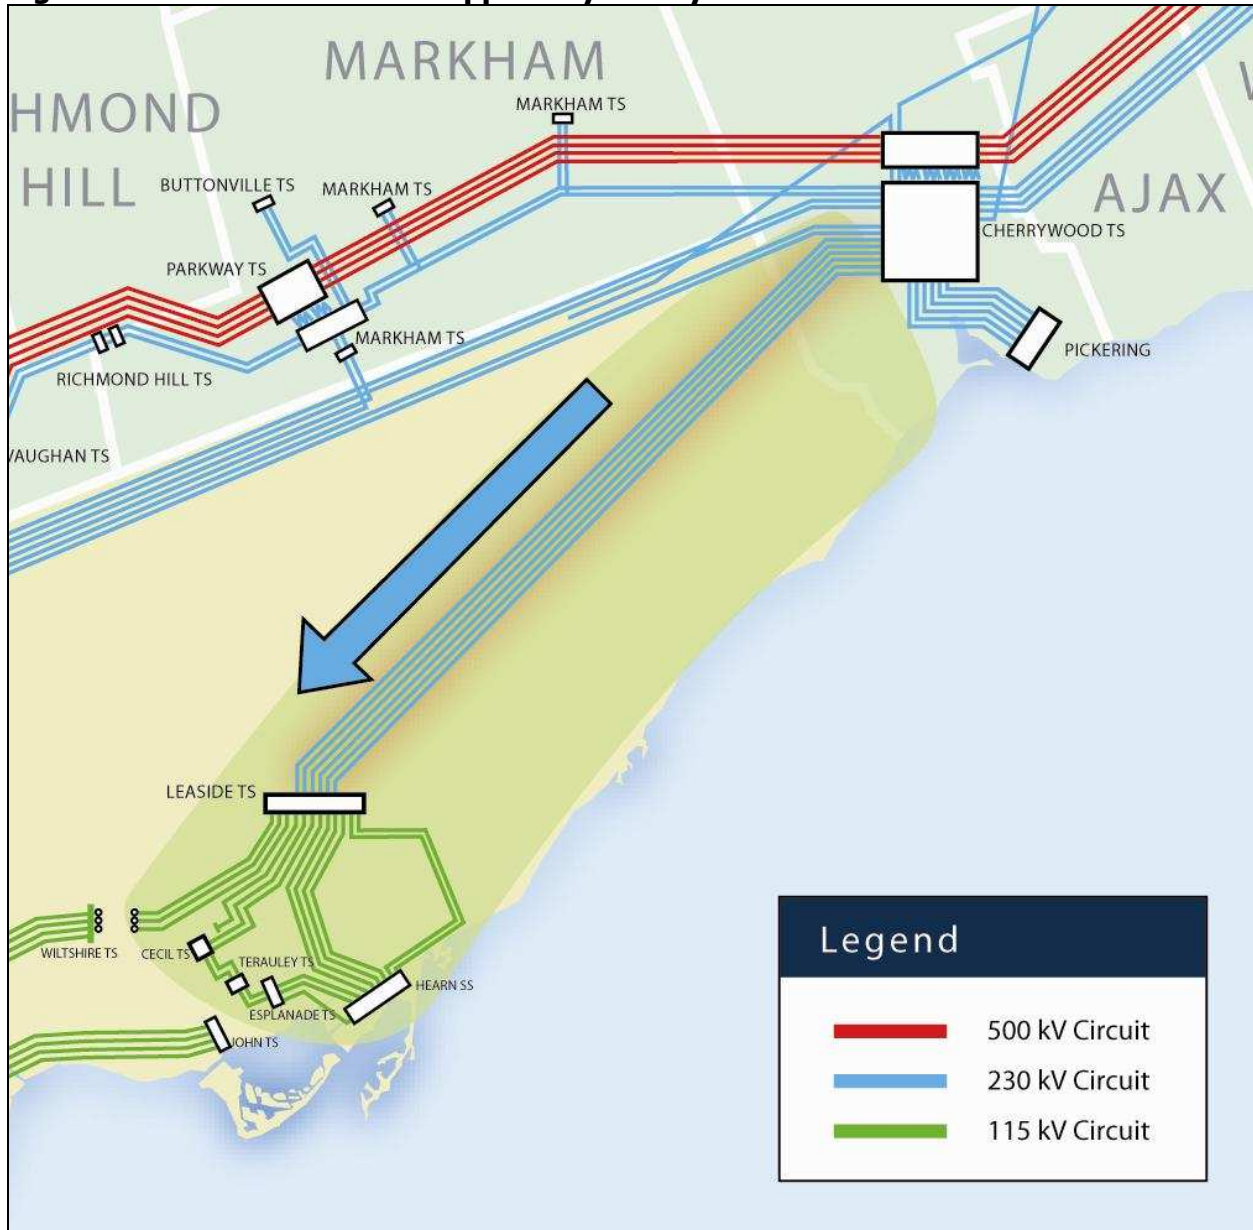 MARKHAM
HMOND
HILL
MARKHAM TS
BUTTONVILLE TS
MARKHAM TS
AJAX
CHERRYWOOD TS
PARKWAY TS
MARKHAM TS
PICKERING
RICHMOND HILL TS
VAUGHAN TS
LEASIDE TS
WILTSHIRE TS
CECIL TS
TERAULEY TS
HEARN SS
ESPLANADE TS
JOHN TS
Legend
500 kV Circuit
230 kV Circuit
115 kV Circuit